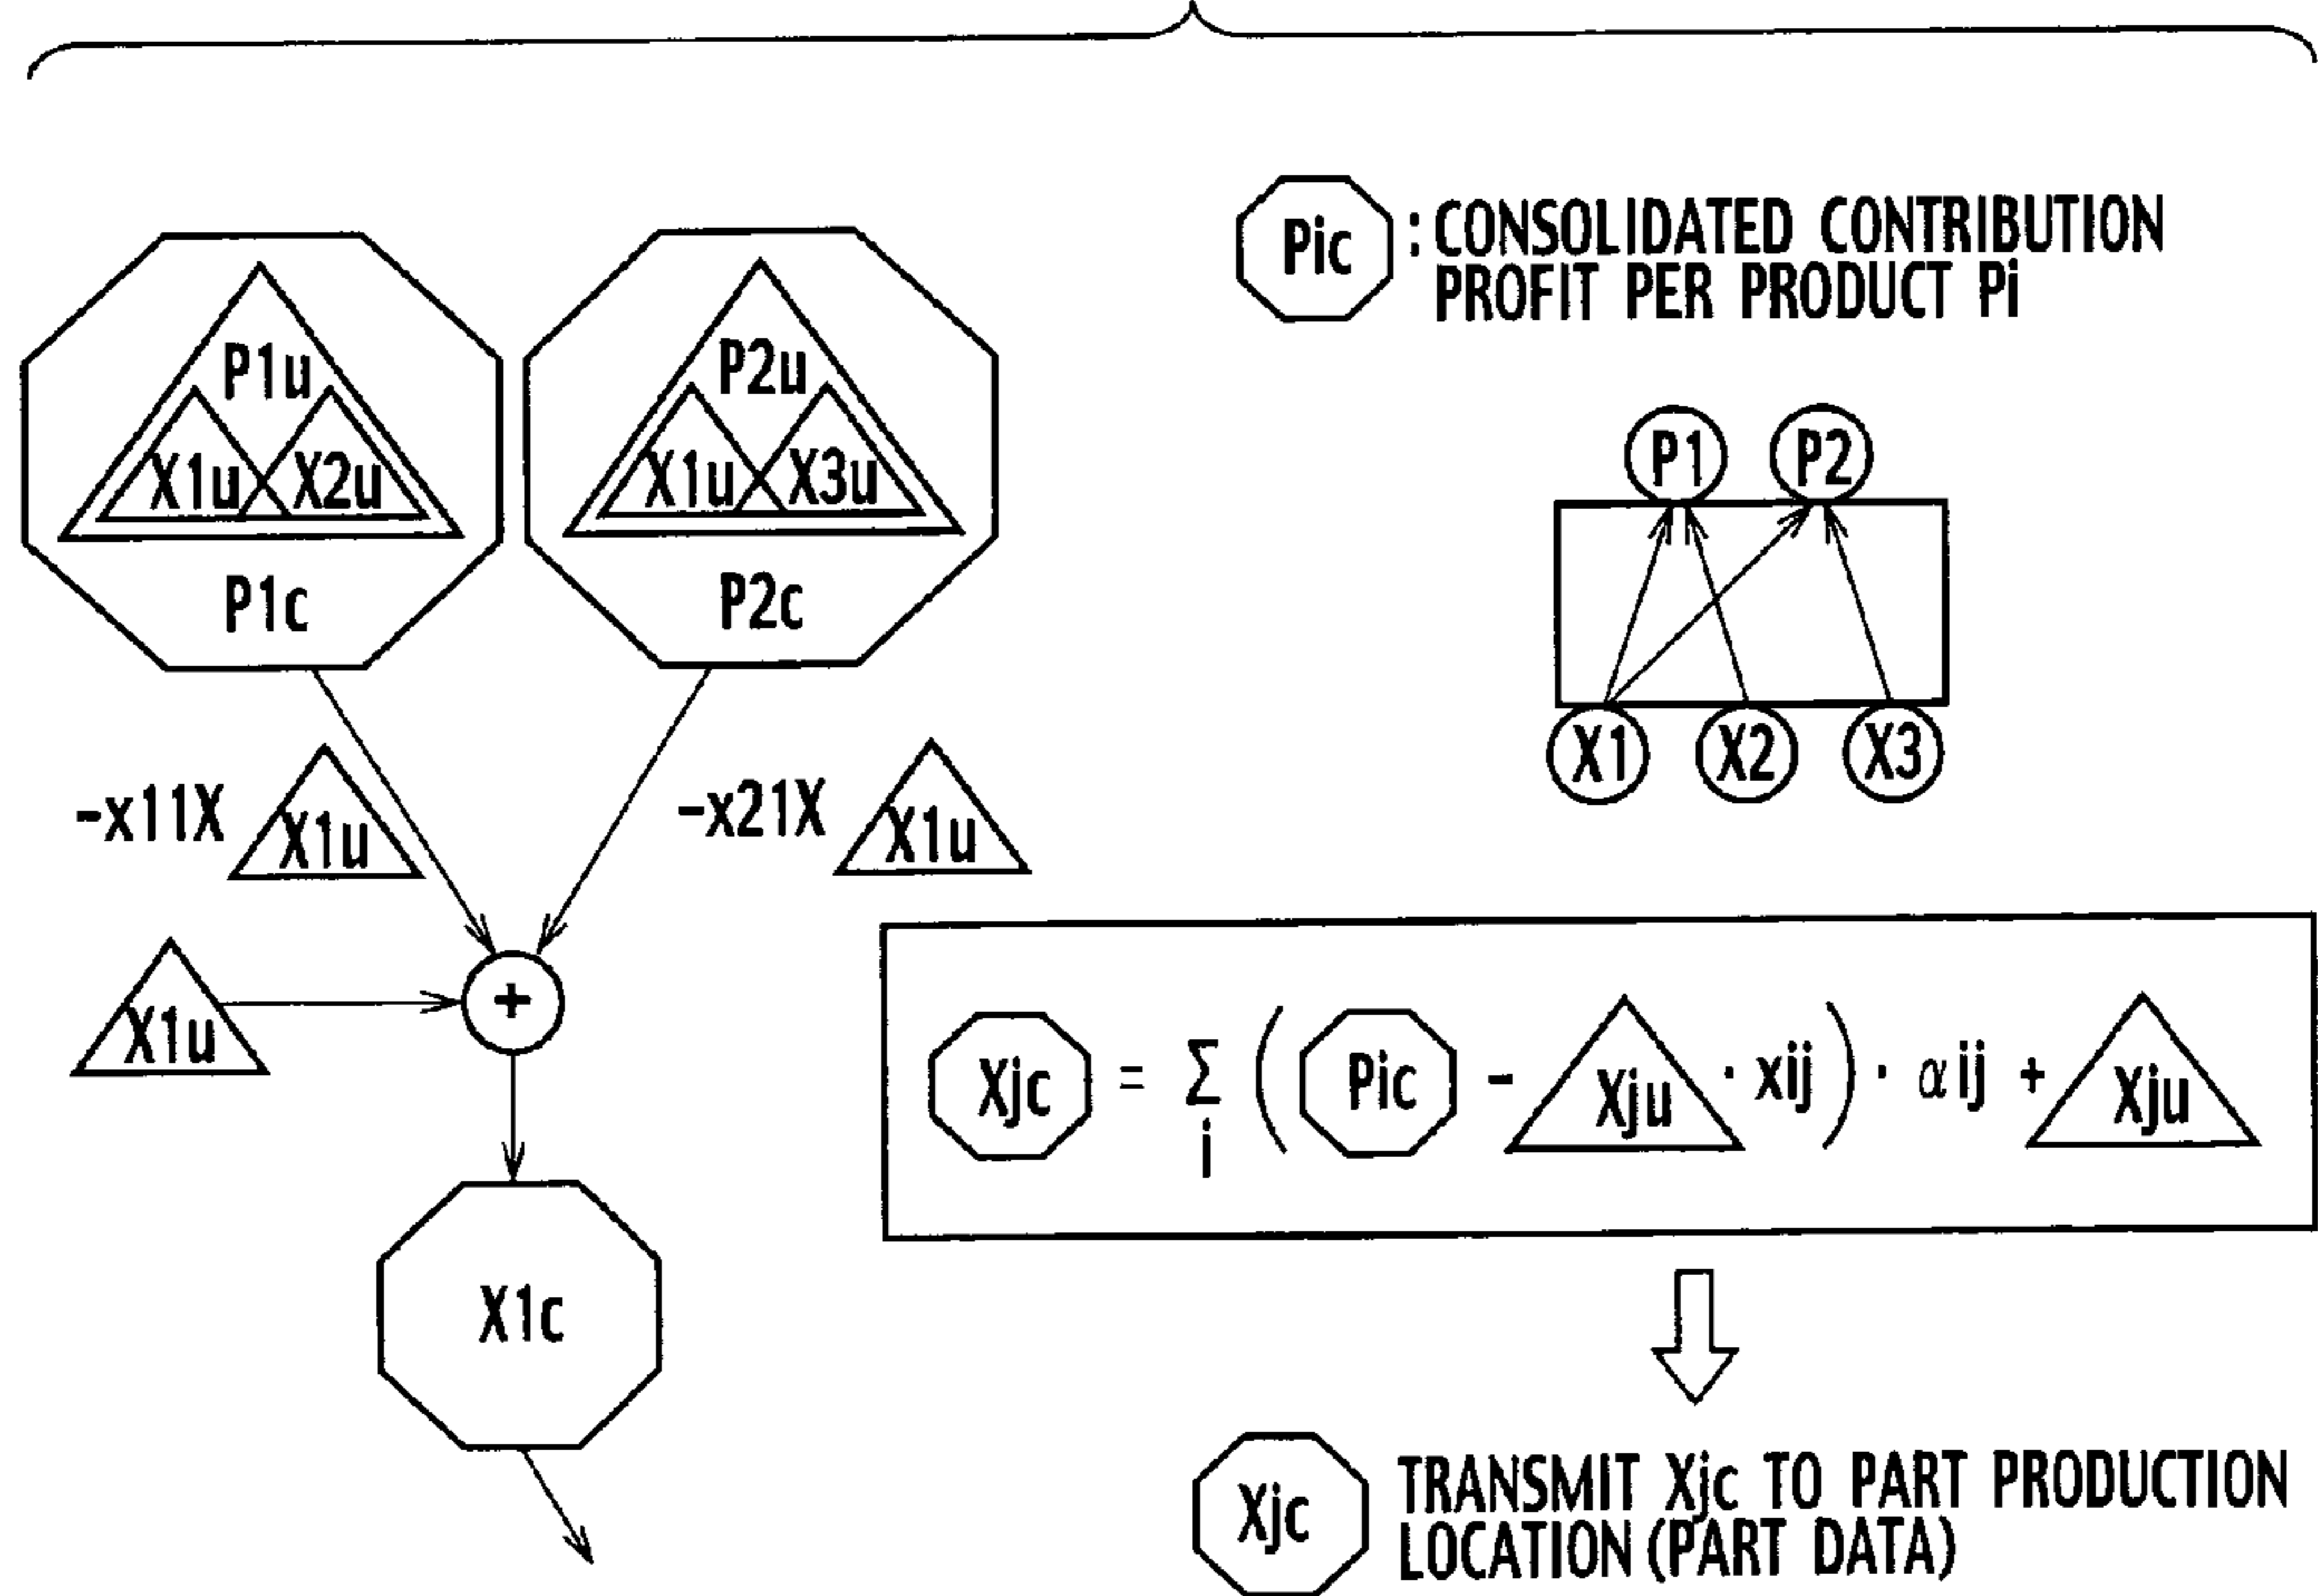 Pic : CONSOLIDATED CONTRIBUTION
PROFIT PER PRODUCT Pi
P1u
X1u X2u
P1c
P2u
X1u X3u
P2c
P1 P2
X1 X2 X3
-x11X X1u
-x21X X1u
X1u +
X1c
Xjc = Σ i ( Pic - Xju · xij ) · αij + Xju
Xjc TRANSMIT Xjc TO PART PRODUCTION
LOCATION (PART DATA)